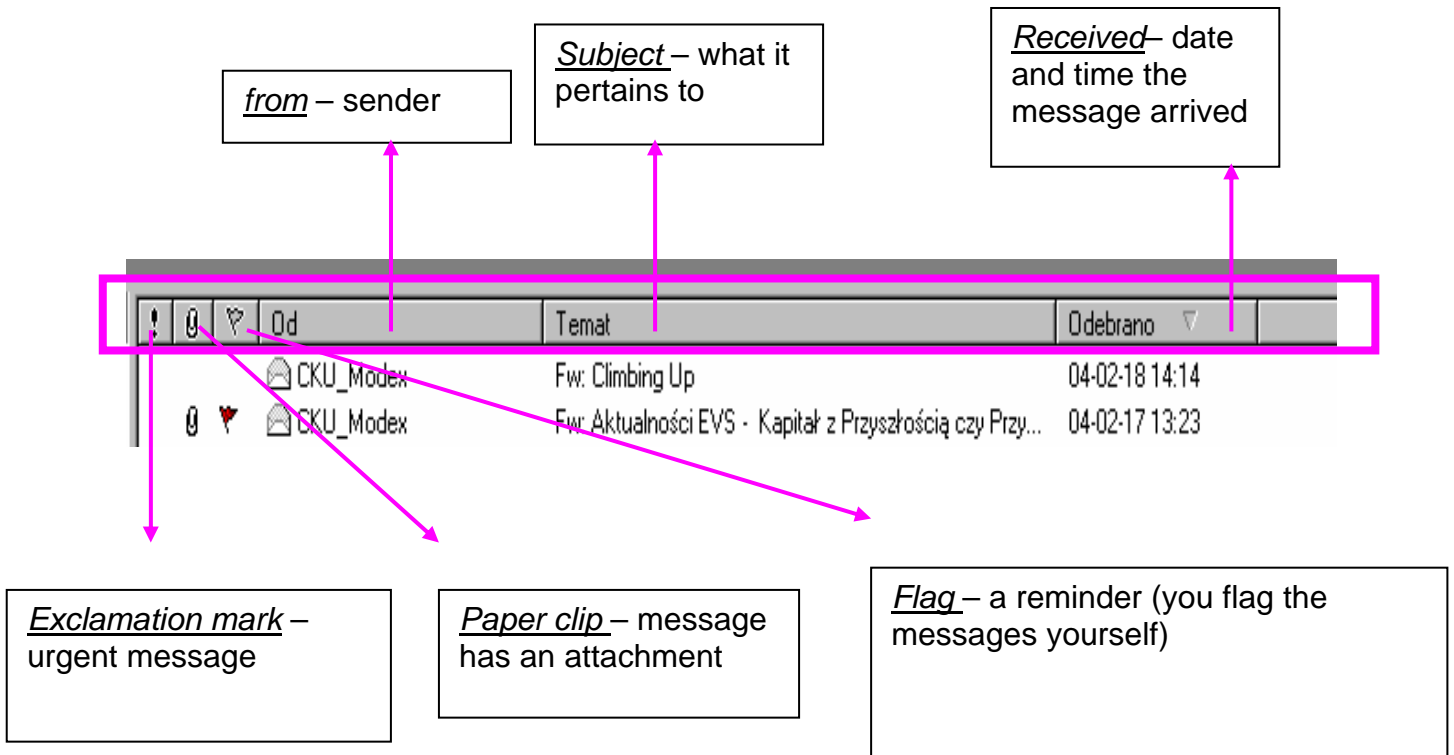 from – sender
Subject – what it
pertains to
Received– date
and time the
message arrived
! Od Temat Odebrano
CKU_Modex Fw: Climbing Up 04-02-18 14:14
CKU_Modex Fw: Aktualności EVS - Kapitał z Przyszłością czy Przy... 04-02-17 13:23
Exclamation mark –
urgent message
Paper clip – message
has an attachment
Flag – a reminder (you flag the
messages yourself)